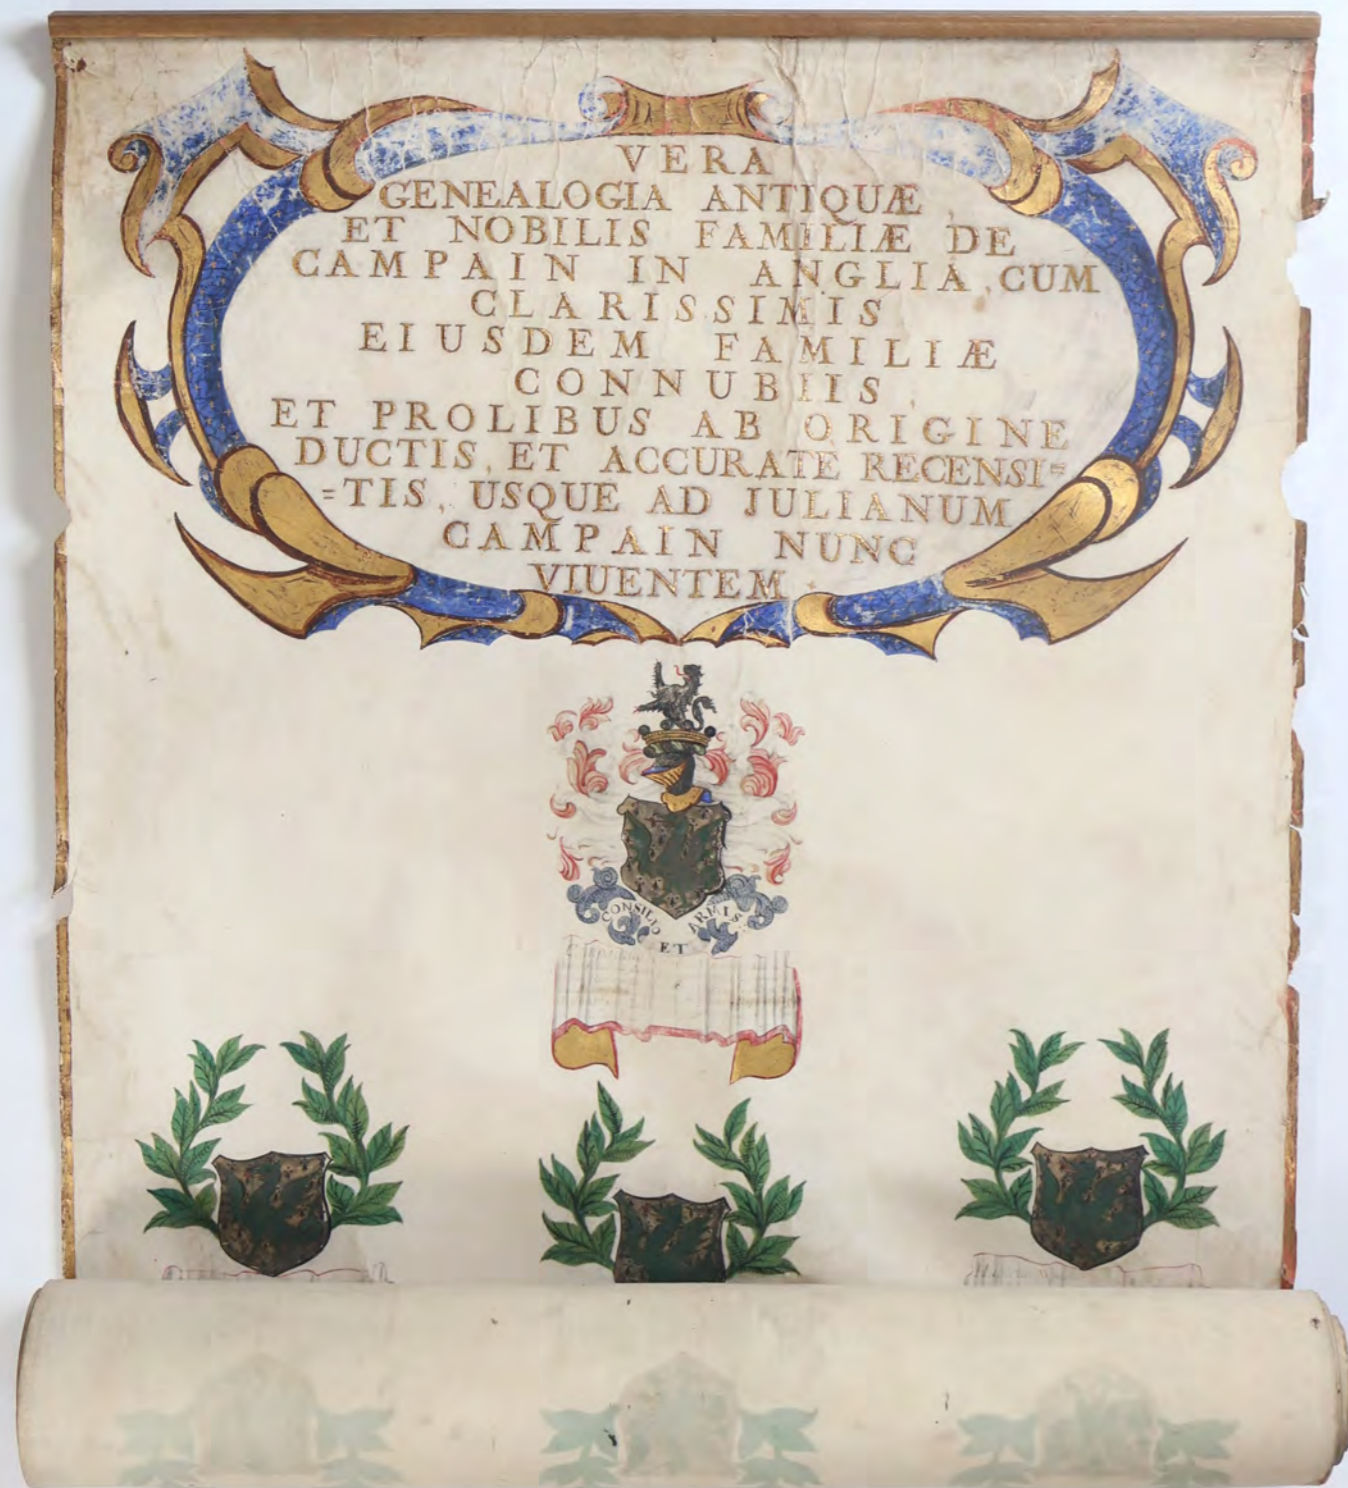 VERA
GENEALOGIA ANTIQUÆ,
ET NOBILIS FAMILIÆ DE
CAMPAIN IN ANGLIA, CUM
CLARISSIMIS
EIUSDEM FAMILIÆ
CONNUBIIS,
ET PROLIBUS AB ORIGINE
DUCTIS, ET ACCURATE RECENSI=
=TIS, USQUE AD JULIANUM
CAMPAIN NUNC
VIUENTEM.
CONSILIO ET ARMIS